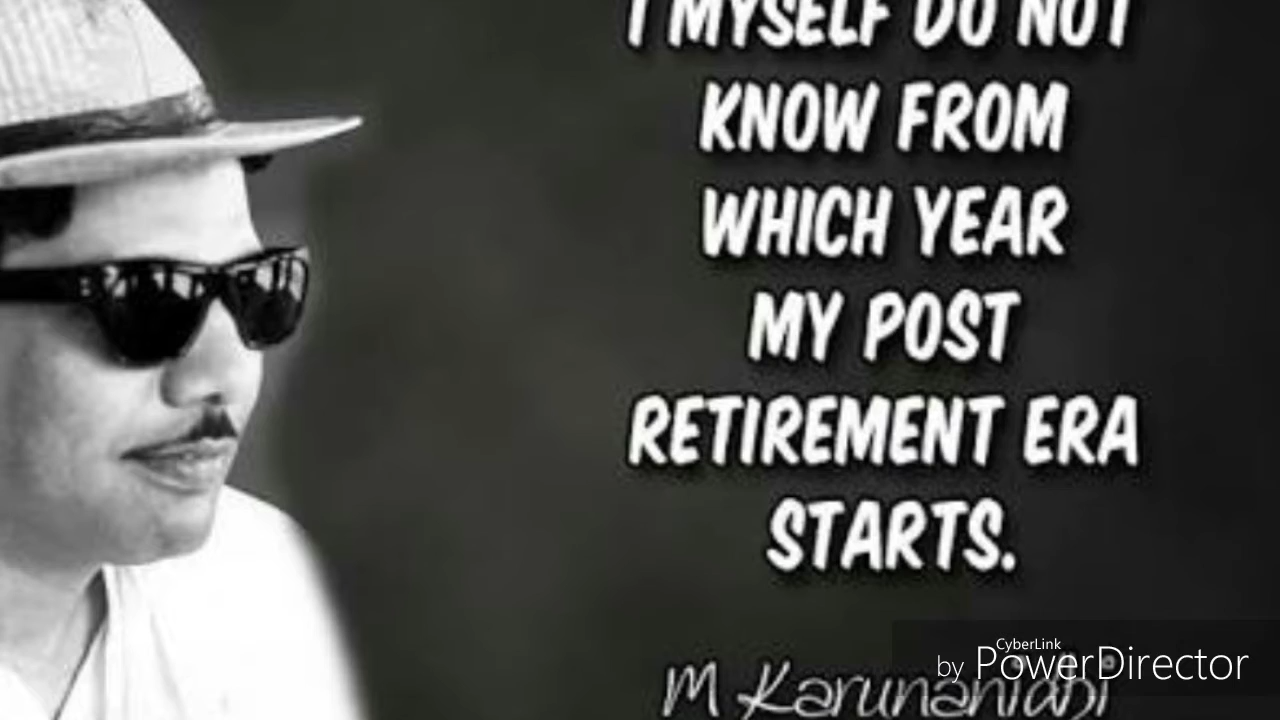 I MYSELF DO NOT
KNOW FROM
WHICH YEAR
MY POST
RETIREMENT ERA
STARTS.
M Karunanidhi
CyberLink
by PowerDirector